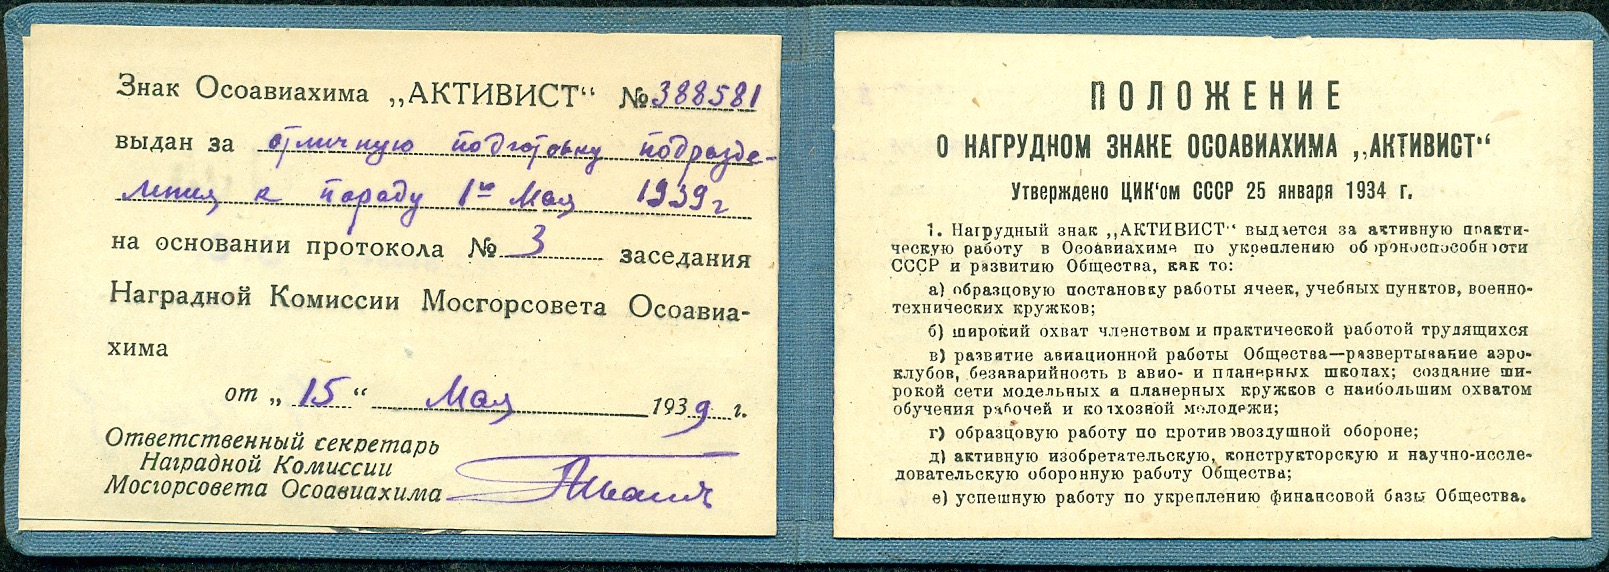 Знак Осоавиахима „АКТИВИСТ“ № 388581
выдан за отличную подготовку подразде-
ления к параду 1го Мая 1939 г
на основании протокола № 3 заседания
Наградной Комиссии Мосгорсовета Осоавиа-
хима
от „15“ Мая 1939 г.
Ответственный секретарь
Наградной Комиссии
Мосгорсовета Осоавиахима
ПОЛОЖЕНИЕ
О НАГРУДНОМ ЗНАКЕ ОСОАВИАХИМА „АКТИВИСТ“
Утверждено ЦИК‘ом СССР 25 января 1934 г.
1. Нагрудный знак „АКТИВИСТ“ выдается за активную практи-
ческую работу в Осоавиахиме по укреплению обороноспособности
СССР и развитию Общества, как то:
а) образцовую постановку работы ячеек, учебных пунктов, военно-
технических кружков;
б) широкий охват членством и практической работой трудящихся
в) развитие авиационной работы Общества—развертывание аэро-
клубов, безаварийность в авио- и планерных школах; создание ши-
рокой сети модельных и планерных кружков с наибольшим охватом
обучения рабочей и колхозной молодежи;
г) образцовую работу по противовоздушной обороне;
д) активную изобретательскую, конструкторскую и научно-иссле-
довательскую оборонную работу Общества;
е) успешную работу по укреплению финансовой базы Общества.